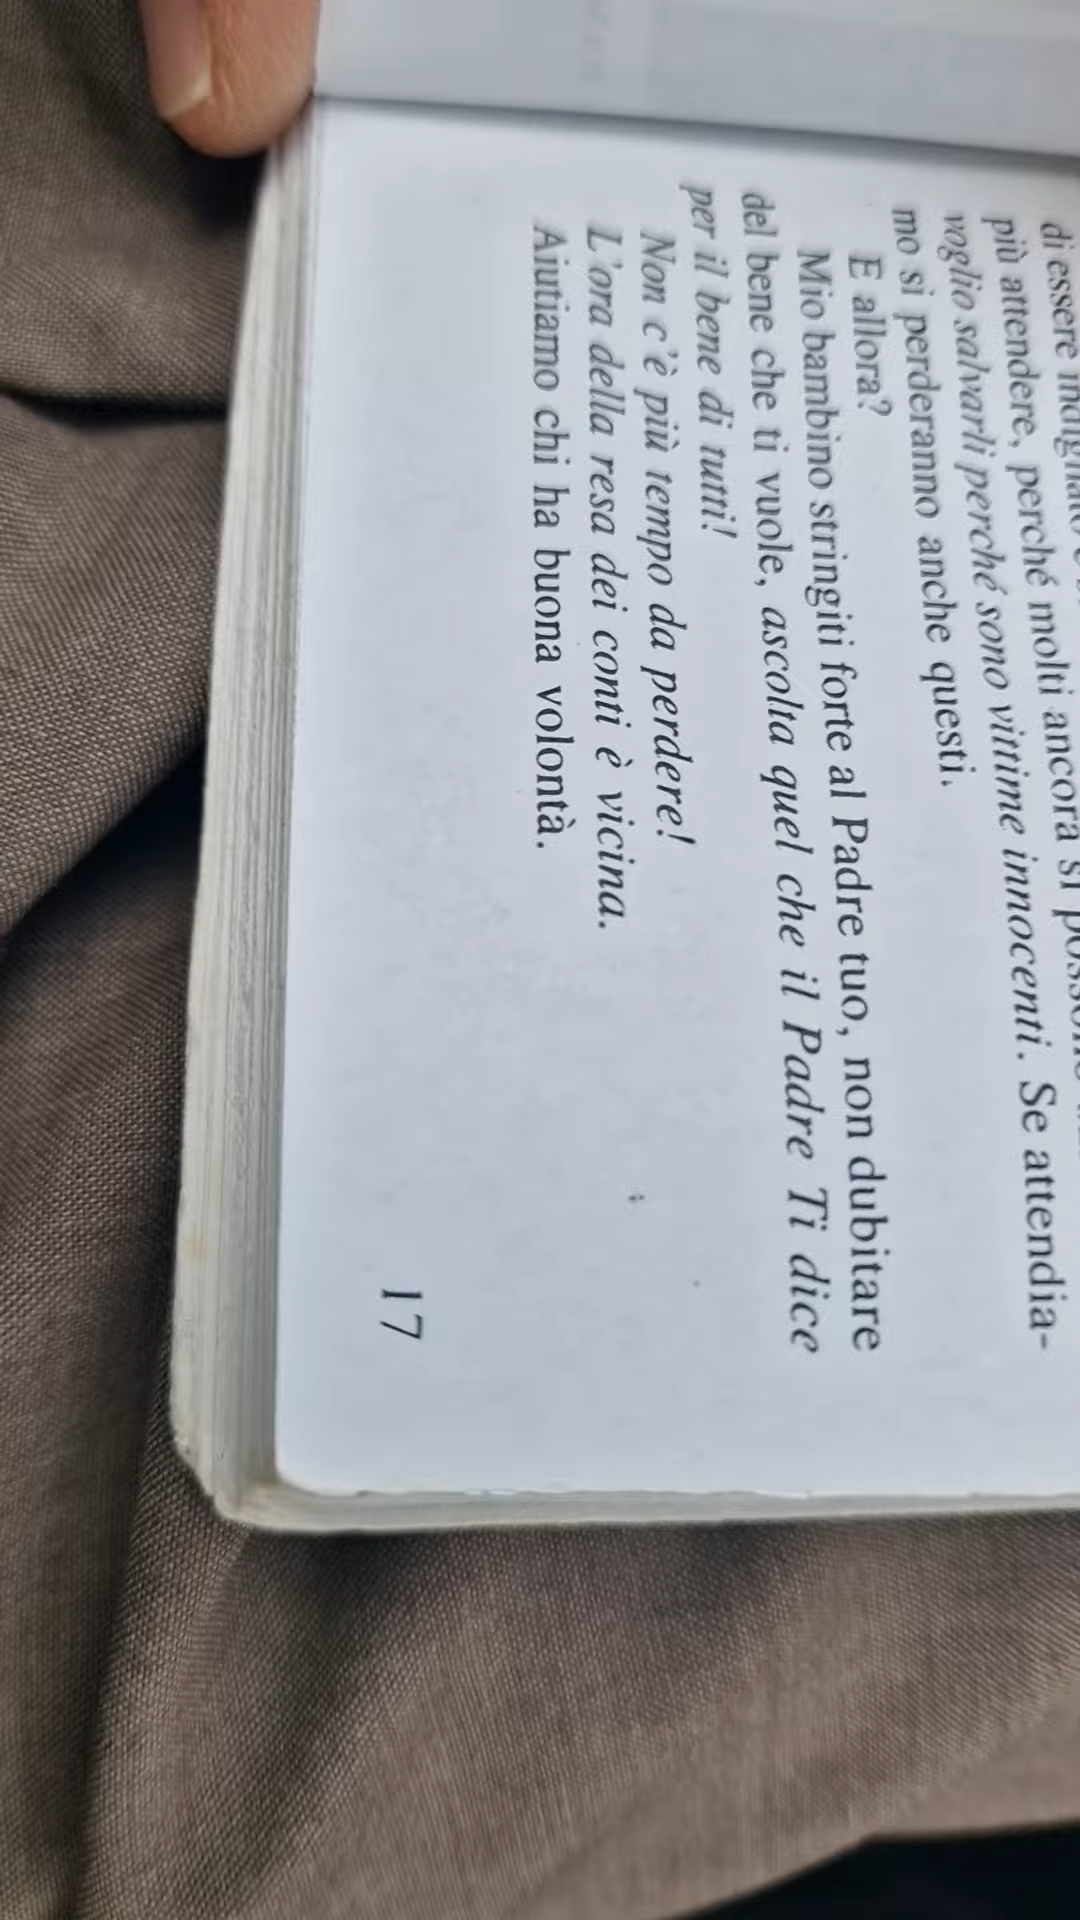 di essere
più attendere, perché molti ancora si
voglio salvarli perché sono vittime innocenti. Se attendia-
mo si perderanno anche questi.
E allora?
Mio bambino stringiti forte al Padre tuo, non dubitare
del bene che ti vuole, ascolta quel che il Padre Ti dice
per il bene di tutti!
Non c'è più tempo da perdere!
L'ora della resa dei conti è vicina.
Aiutiamo chi ha buona volontà.
17